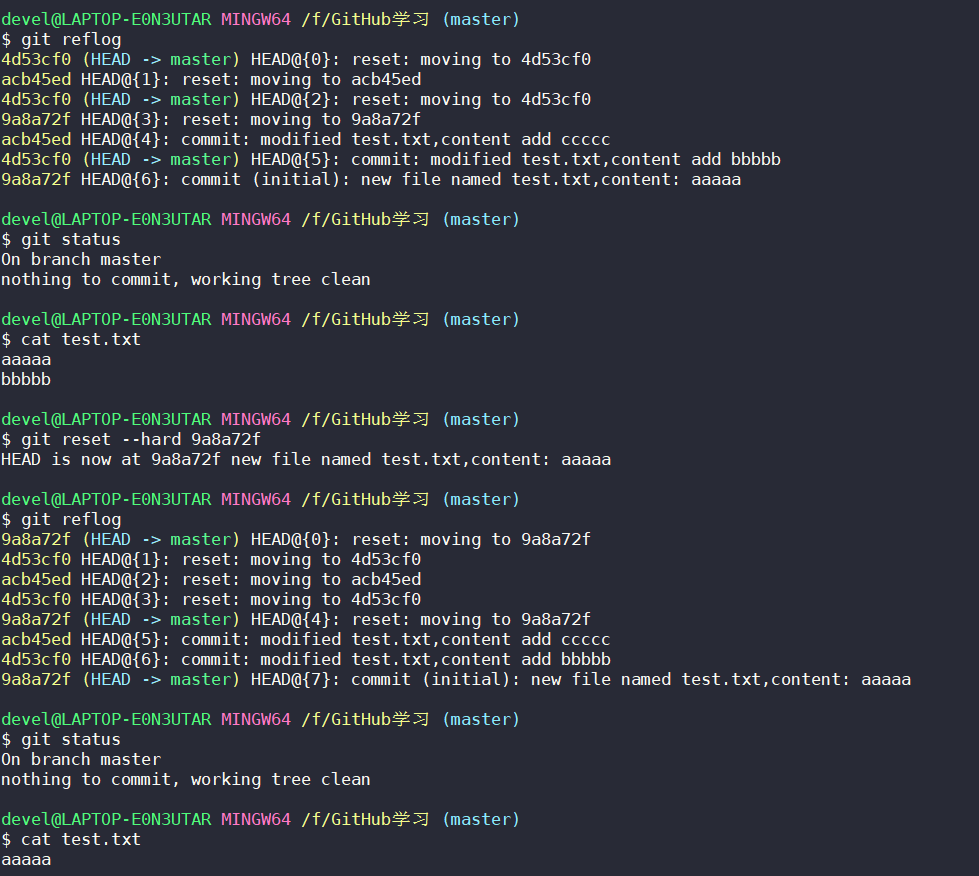 devel@LAPTOP-E0N3UTAR MINGW64 /f/GitHub学习 (master)
$ git reflog
4d53cf0 (HEAD -> master) HEAD@{0}: reset: moving to 4d53cf0
acb45ed HEAD@{1}: reset: moving to acb45ed
4d53cf0 (HEAD -> master) HEAD@{2}: reset: moving to 4d53cf0
9a8a72f HEAD@{3}: reset: moving to 9a8a72f
acb45ed HEAD@{4}: commit: modified test.txt,content add ccccc
4d53cf0 (HEAD -> master) HEAD@{5}: commit: modified test.txt,content add bbbbb
9a8a72f HEAD@{6}: commit (initial): new file named test.txt,content: aaaaa

devel@LAPTOP-E0N3UTAR MINGW64 /f/GitHub学习 (master)
$ git status
On branch master
nothing to commit, working tree clean

devel@LAPTOP-E0N3UTAR MINGW64 /f/GitHub学习 (master)
$ cat test.txt
aaaaa
bbbbb

devel@LAPTOP-E0N3UTAR MINGW64 /f/GitHub学习 (master)
$ git reset --hard 9a8a72f
HEAD is now at 9a8a72f new file named test.txt,content: aaaaa

devel@LAPTOP-E0N3UTAR MINGW64 /f/GitHub学习 (master)
$ git reflog
9a8a72f (HEAD -> master) HEAD@{0}: reset: moving to 9a8a72f
4d53cf0 HEAD@{1}: reset: moving to 4d53cf0
acb45ed HEAD@{2}: reset: moving to acb45ed
4d53cf0 HEAD@{3}: reset: moving to 4d53cf0
9a8a72f (HEAD -> master) HEAD@{4}: reset: moving to 9a8a72f
acb45ed HEAD@{5}: commit: modified test.txt,content add ccccc
4d53cf0 HEAD@{6}: commit: modified test.txt,content add bbbbb
9a8a72f (HEAD -> master) HEAD@{7}: commit (initial): new file named test.txt,content: aaaaa

devel@LAPTOP-E0N3UTAR MINGW64 /f/GitHub学习 (master)
$ git status
On branch master
nothing to commit, working tree clean

devel@LAPTOP-E0N3UTAR MINGW64 /f/GitHub学习 (master)
$ cat test.txt
aaaaa